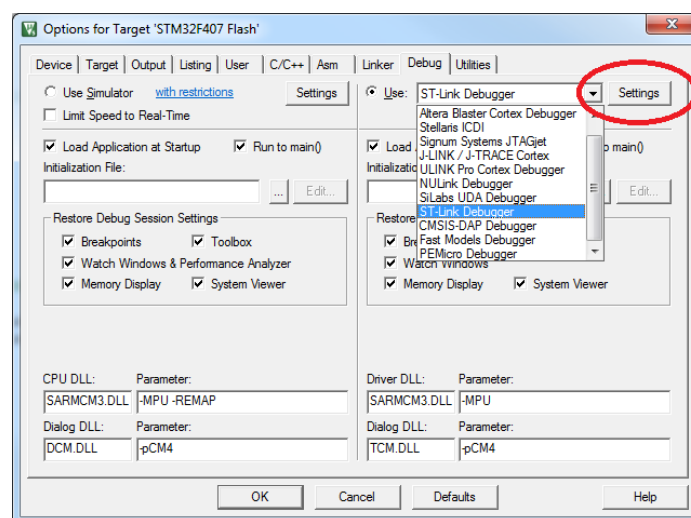 Options for Target 'STM32F407 Flash'
Device Target Output Listing User C/C++ Asm Linker Debug Utilities
Use Simulator with restrictions Settings
Limit Speed to Real-Time
Use: ST-Link Debugger Settings
Altera Blaster Cortex Debugger
Stellaris ICDI
Signum Systems JTAGjet
J-LINK / J-TRACE Cortex
ULINK Pro Cortex Debugger
NULink Debugger
SiLabs UDA Debugger
ST-Link Debugger
CMSIS-DAP Debugger
Fast Models Debugger
PEMicro Debugger
Load Application at Startup Run to main()
Initialization File:
... Edit...
Restore Debug Session Settings
Breakpoints Toolbox
Watch Windows & Performance Analyzer
Memory Display System Viewer
Load main()
Edit...
Restore
Watch Windows
Memory Display System Viewer
CPU DLL: Parameter:
SARMCM3.DLL -MPU -REMAP
Dialog DLL: Parameter:
DCM.DLL -pCM4
Driver DLL: Parameter:
SARMCM3.DLL -MPU
Dialog DLL: Parameter:
TCM.DLL -pCM4
OK Cancel Defaults Help